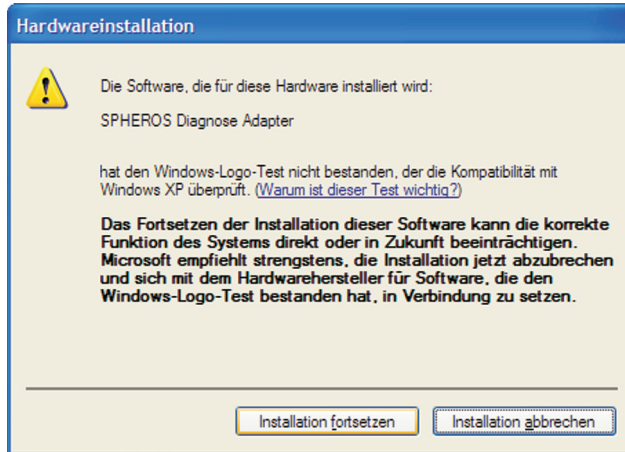 Hardwareinstallation
Die Software, die für diese Hardware installiert wird:
SPHEROS Diagnose Adapter
hat den Windows-Logo-Test nicht bestanden, der die Kompatibilität mit
Windows XP überprüft. (Warum ist dieser Test wichtig?)
Das Fortsetzen der Installation dieser Software kann die korrekte
Funktion des Systems direkt oder in Zukunft beeinträchtigen.
Microsoft empfiehlt strengstens, die Installation jetzt abzubrechen
und sich mit dem Hardwarehersteller für Software, die den
Windows-Logo-Test bestanden hat, in Verbindung zu setzen.
Installation fortsetzen
Installation abbrechen